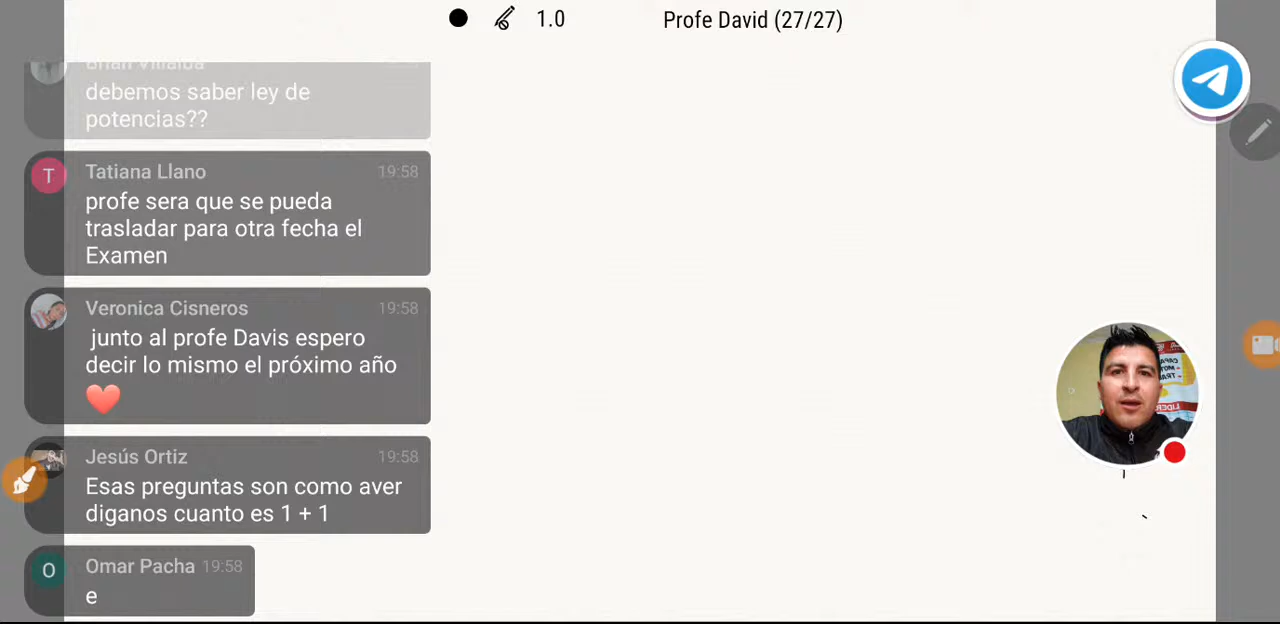 1.0 Profe David (27/27)
Brian Villalba
debemos saber ley de
potencias??
Tatiana Llano 19:58
profe sera que se pueda
trasladar para otra fecha el
Examen
Veronica Cisneros 19:58
junto al profe Davis espero
decir lo mismo el próximo año
❤️
Jesús Ortiz 19:58
Esas preguntas son como aver
diganos cuanto es 1 + 1
Omar Pacha 19:58
e
T
O